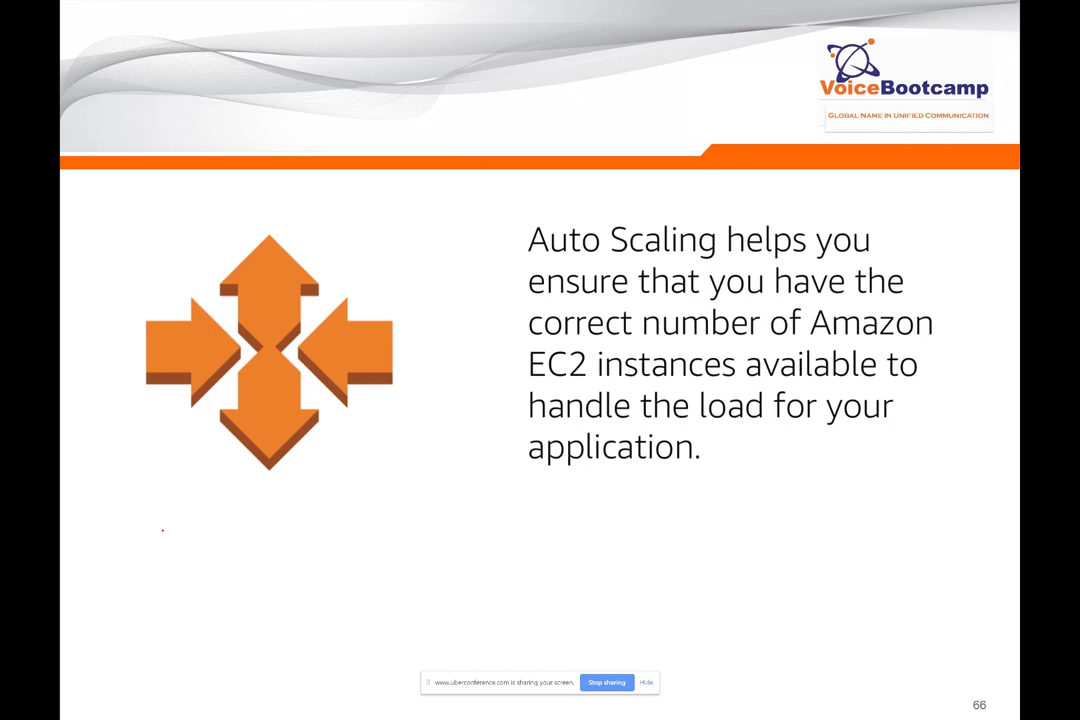 VoiceBootcamp
GLOBAL NAME IN UNIFIED COMMUNICATION
Auto Scaling helps you
ensure that you have the
correct number of Amazon
EC2 instances available to
handle the load for your
application.
www.uberconference.com is sharing your screen. Stop sharing Hide
66